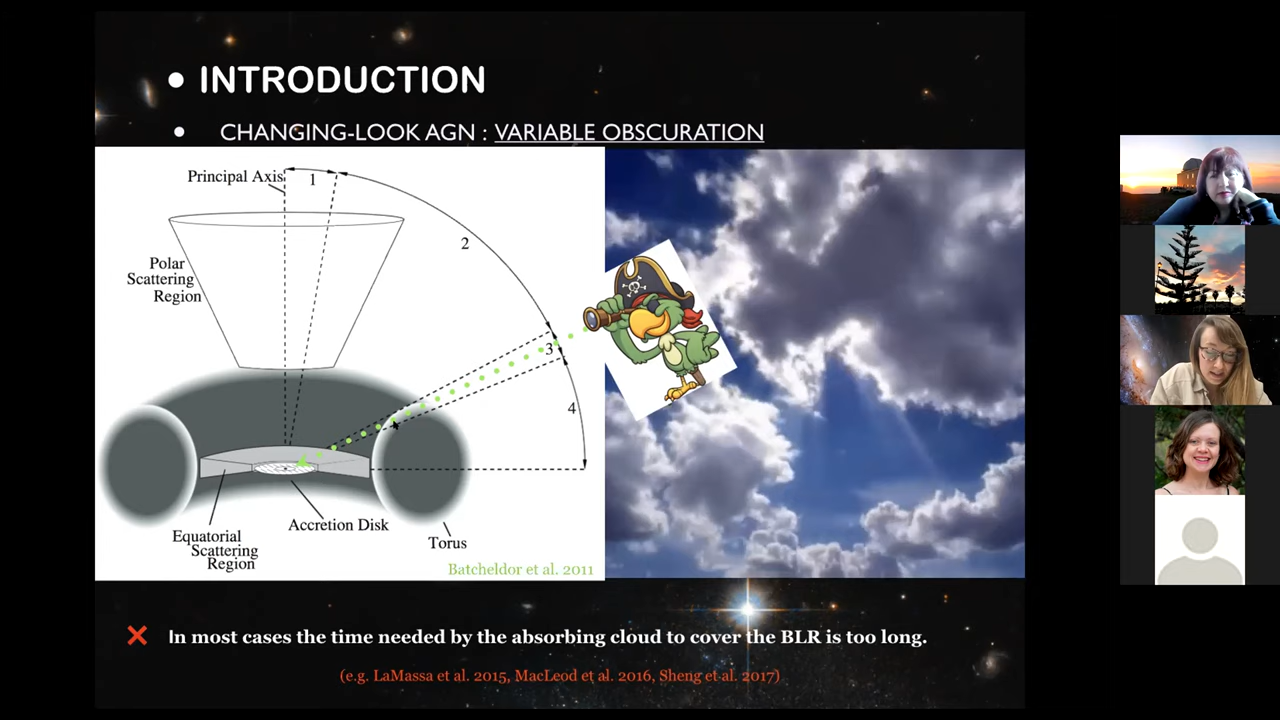 • INTRODUCTION
• CHANGING-LOOK AGN : VARIABLE OBSCURATION
Principal Axis
1
2
Polar
Scattering
Region
3
4
Equatorial
Scattering
Region
Accretion Disk
Torus
Batcheldor et al. 2011
In most cases the time needed by the absorbing cloud to cover the BLR is too long.
(e.g. LaMassa et al. 2015, MacLeod et al. 2016, Sheng et al. 2017)